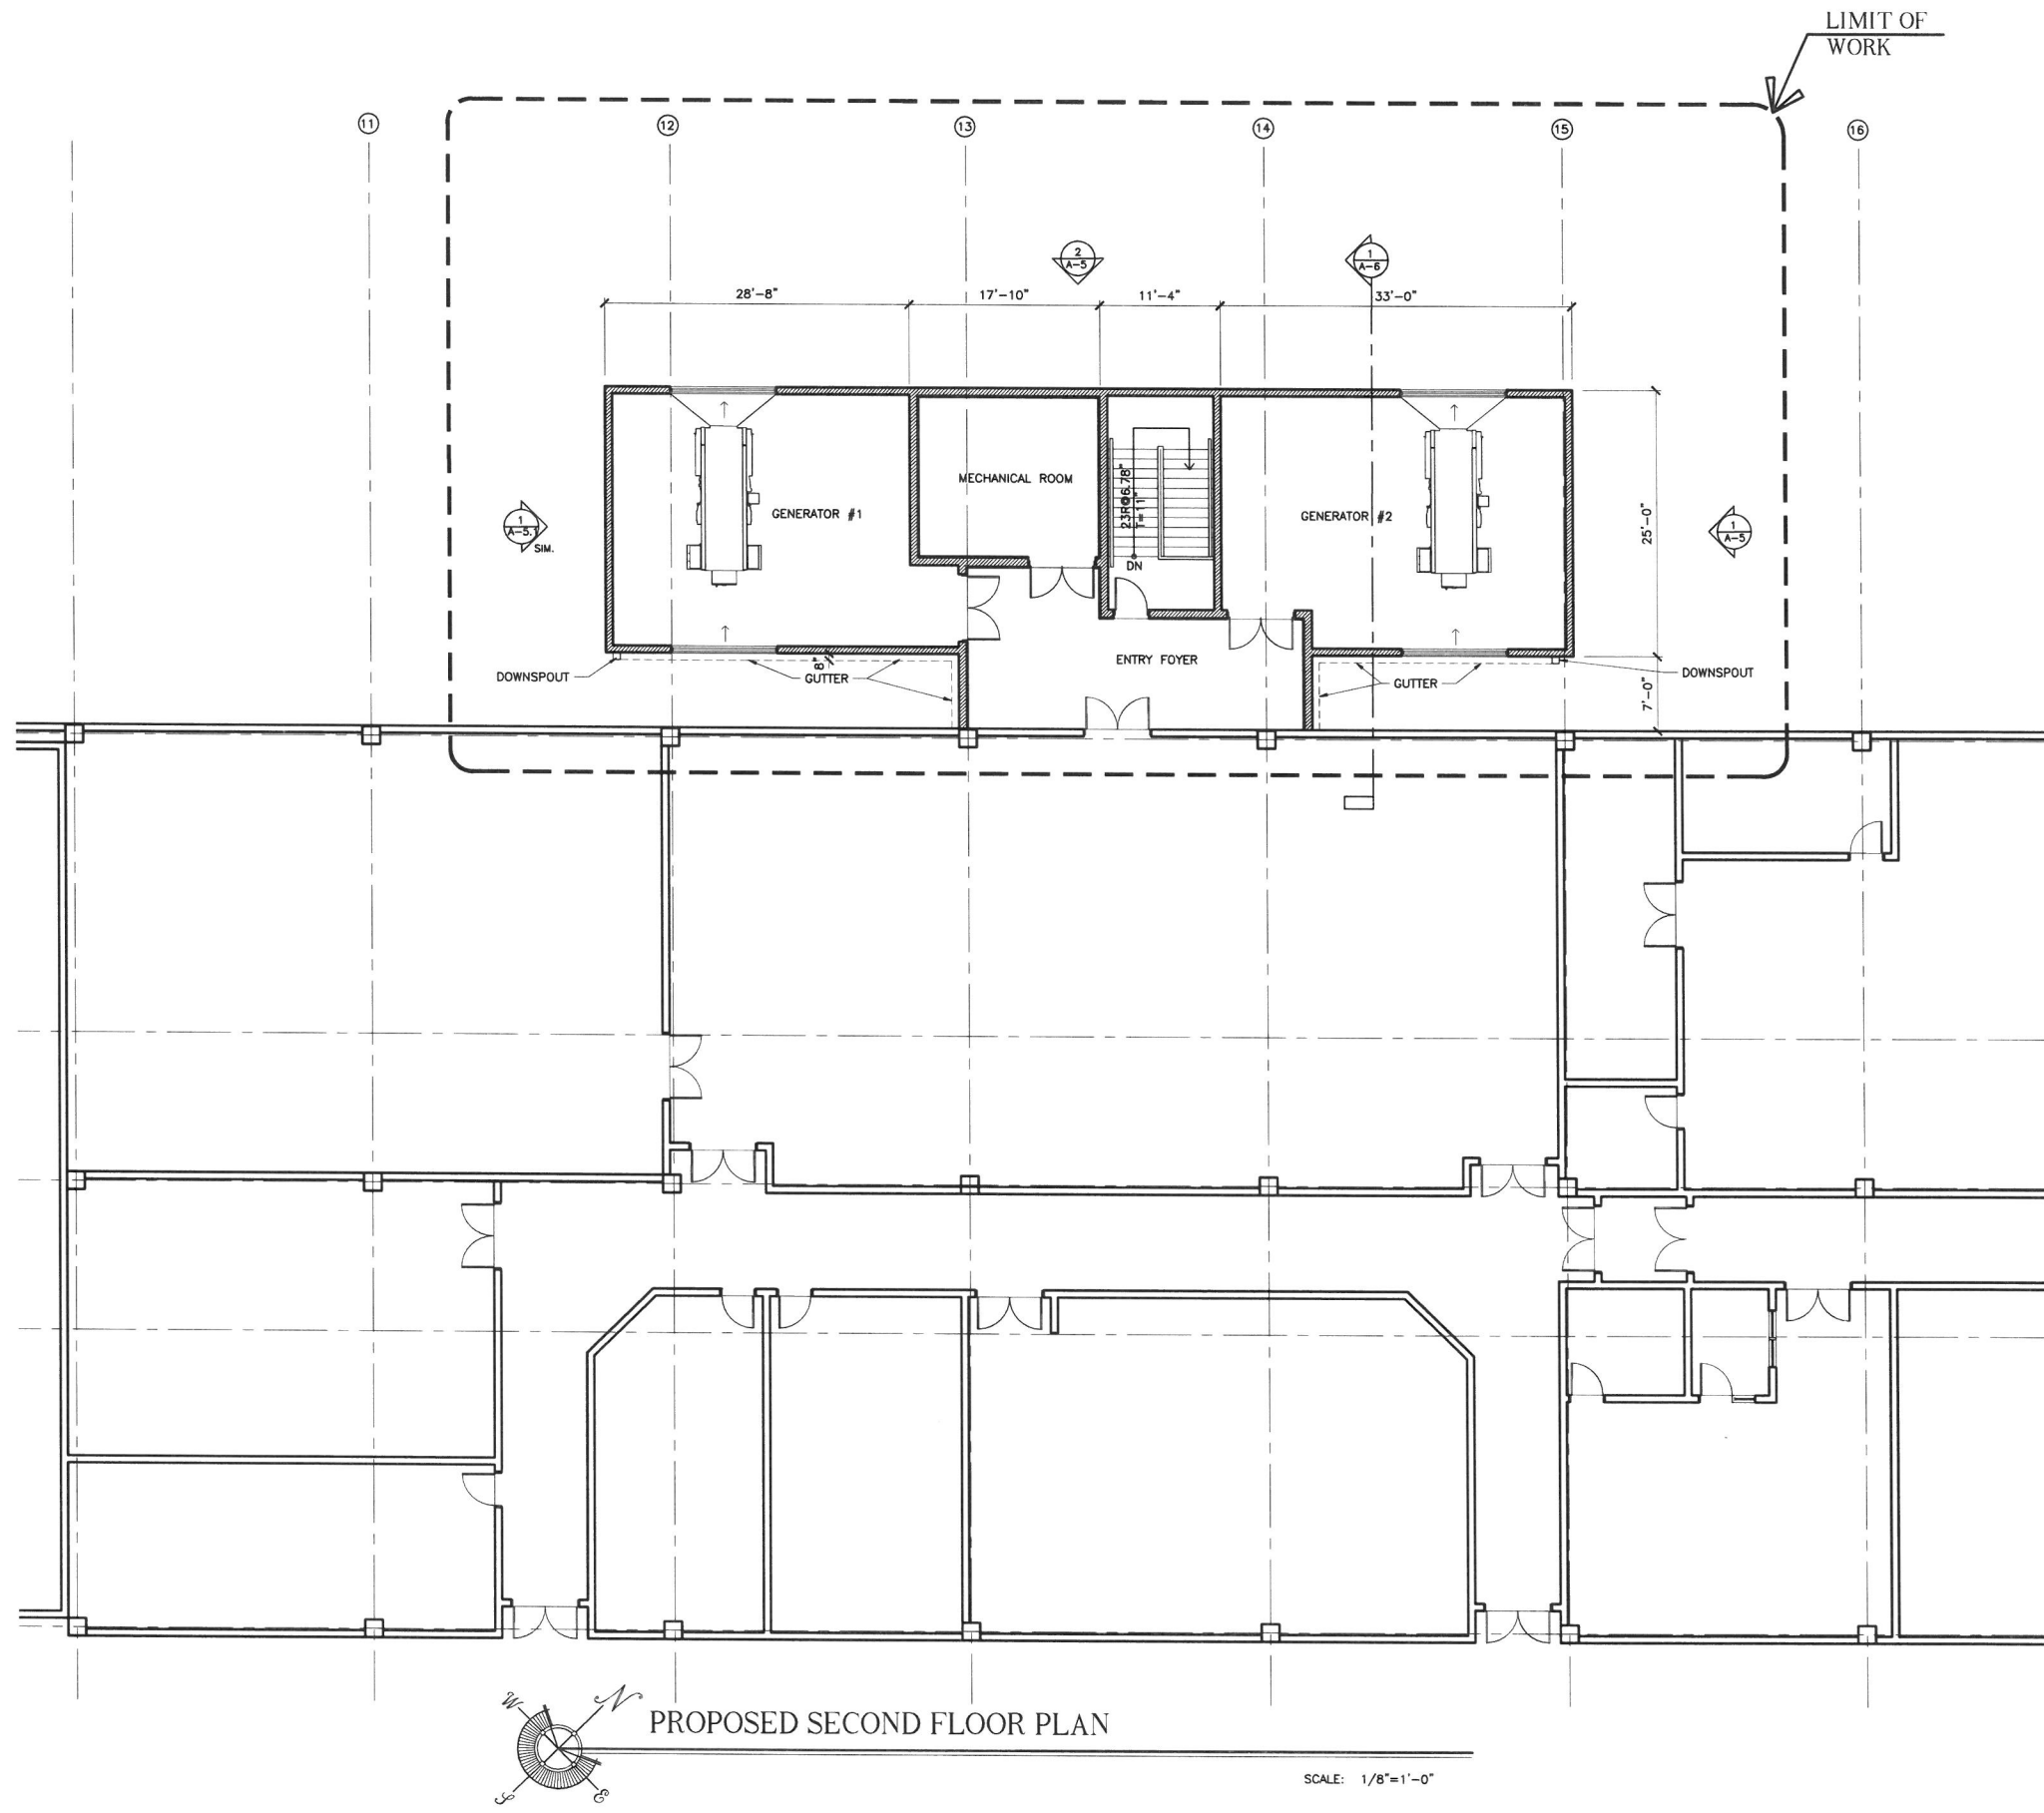 LIMIT OF
WORK
11
12
13
14
15
16
2
A-5
1
A-6
28'-8"
17'-10"
11'-4"
33'-0"
MECHANICAL ROOM
GENERATOR #1
GENERATOR #2
23R@6.78"
T=11"
25'-0"
1
A-5.1
SIM.
1
A-5
DN
ENTRY FOYER
8"
DOWNSPOUT
GUTTER
GUTTER
DOWNSPOUT
7'-0"
W
N
S
E
PROPOSED SECOND FLOOR PLAN
SCALE: 1/8"=1'-0"